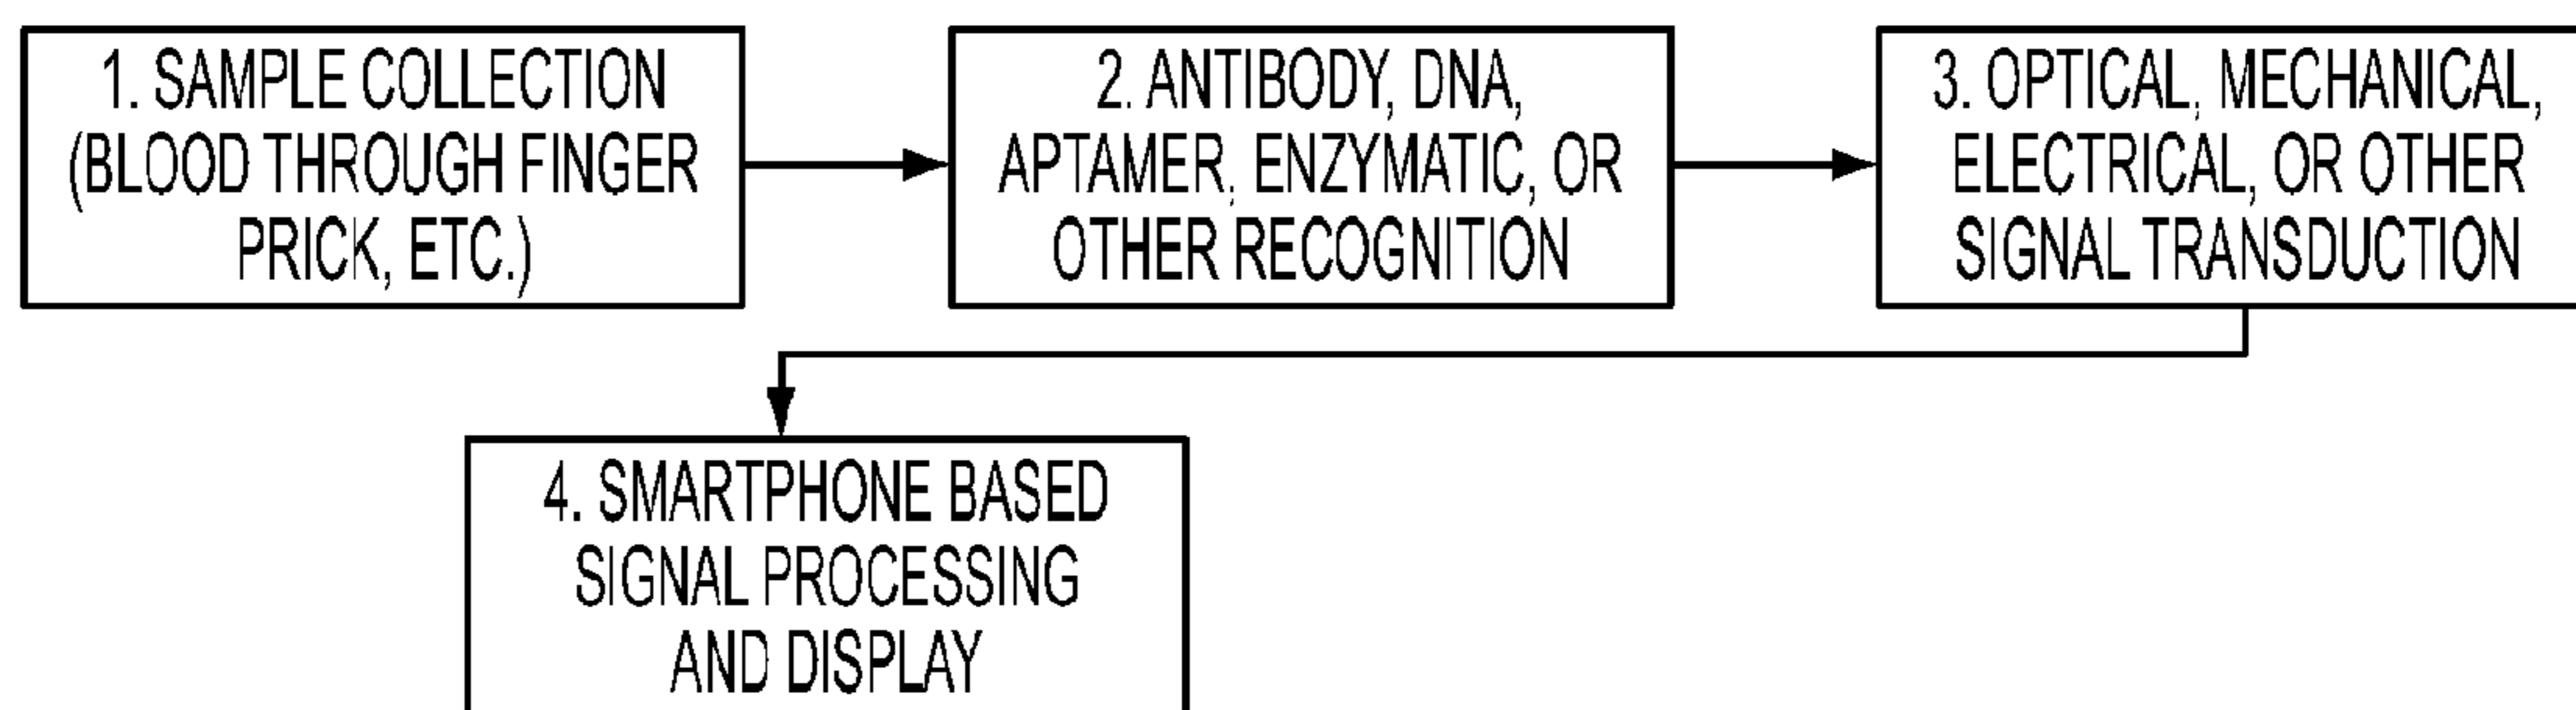 1. SAMPLE COLLECTION
(BLOOD THROUGH FINGER
PRICK, ETC.)
2. ANTIBODY, DNA,
APTAMER, ENZYMATIC, OR
OTHER RECOGNITION
3. OPTICAL, MECHANICAL,
ELECTRICAL, OR OTHER
SIGNAL TRANSDUCTION
4. SMARTPHONE BASED
SIGNAL PROCESSING
AND DISPLAY